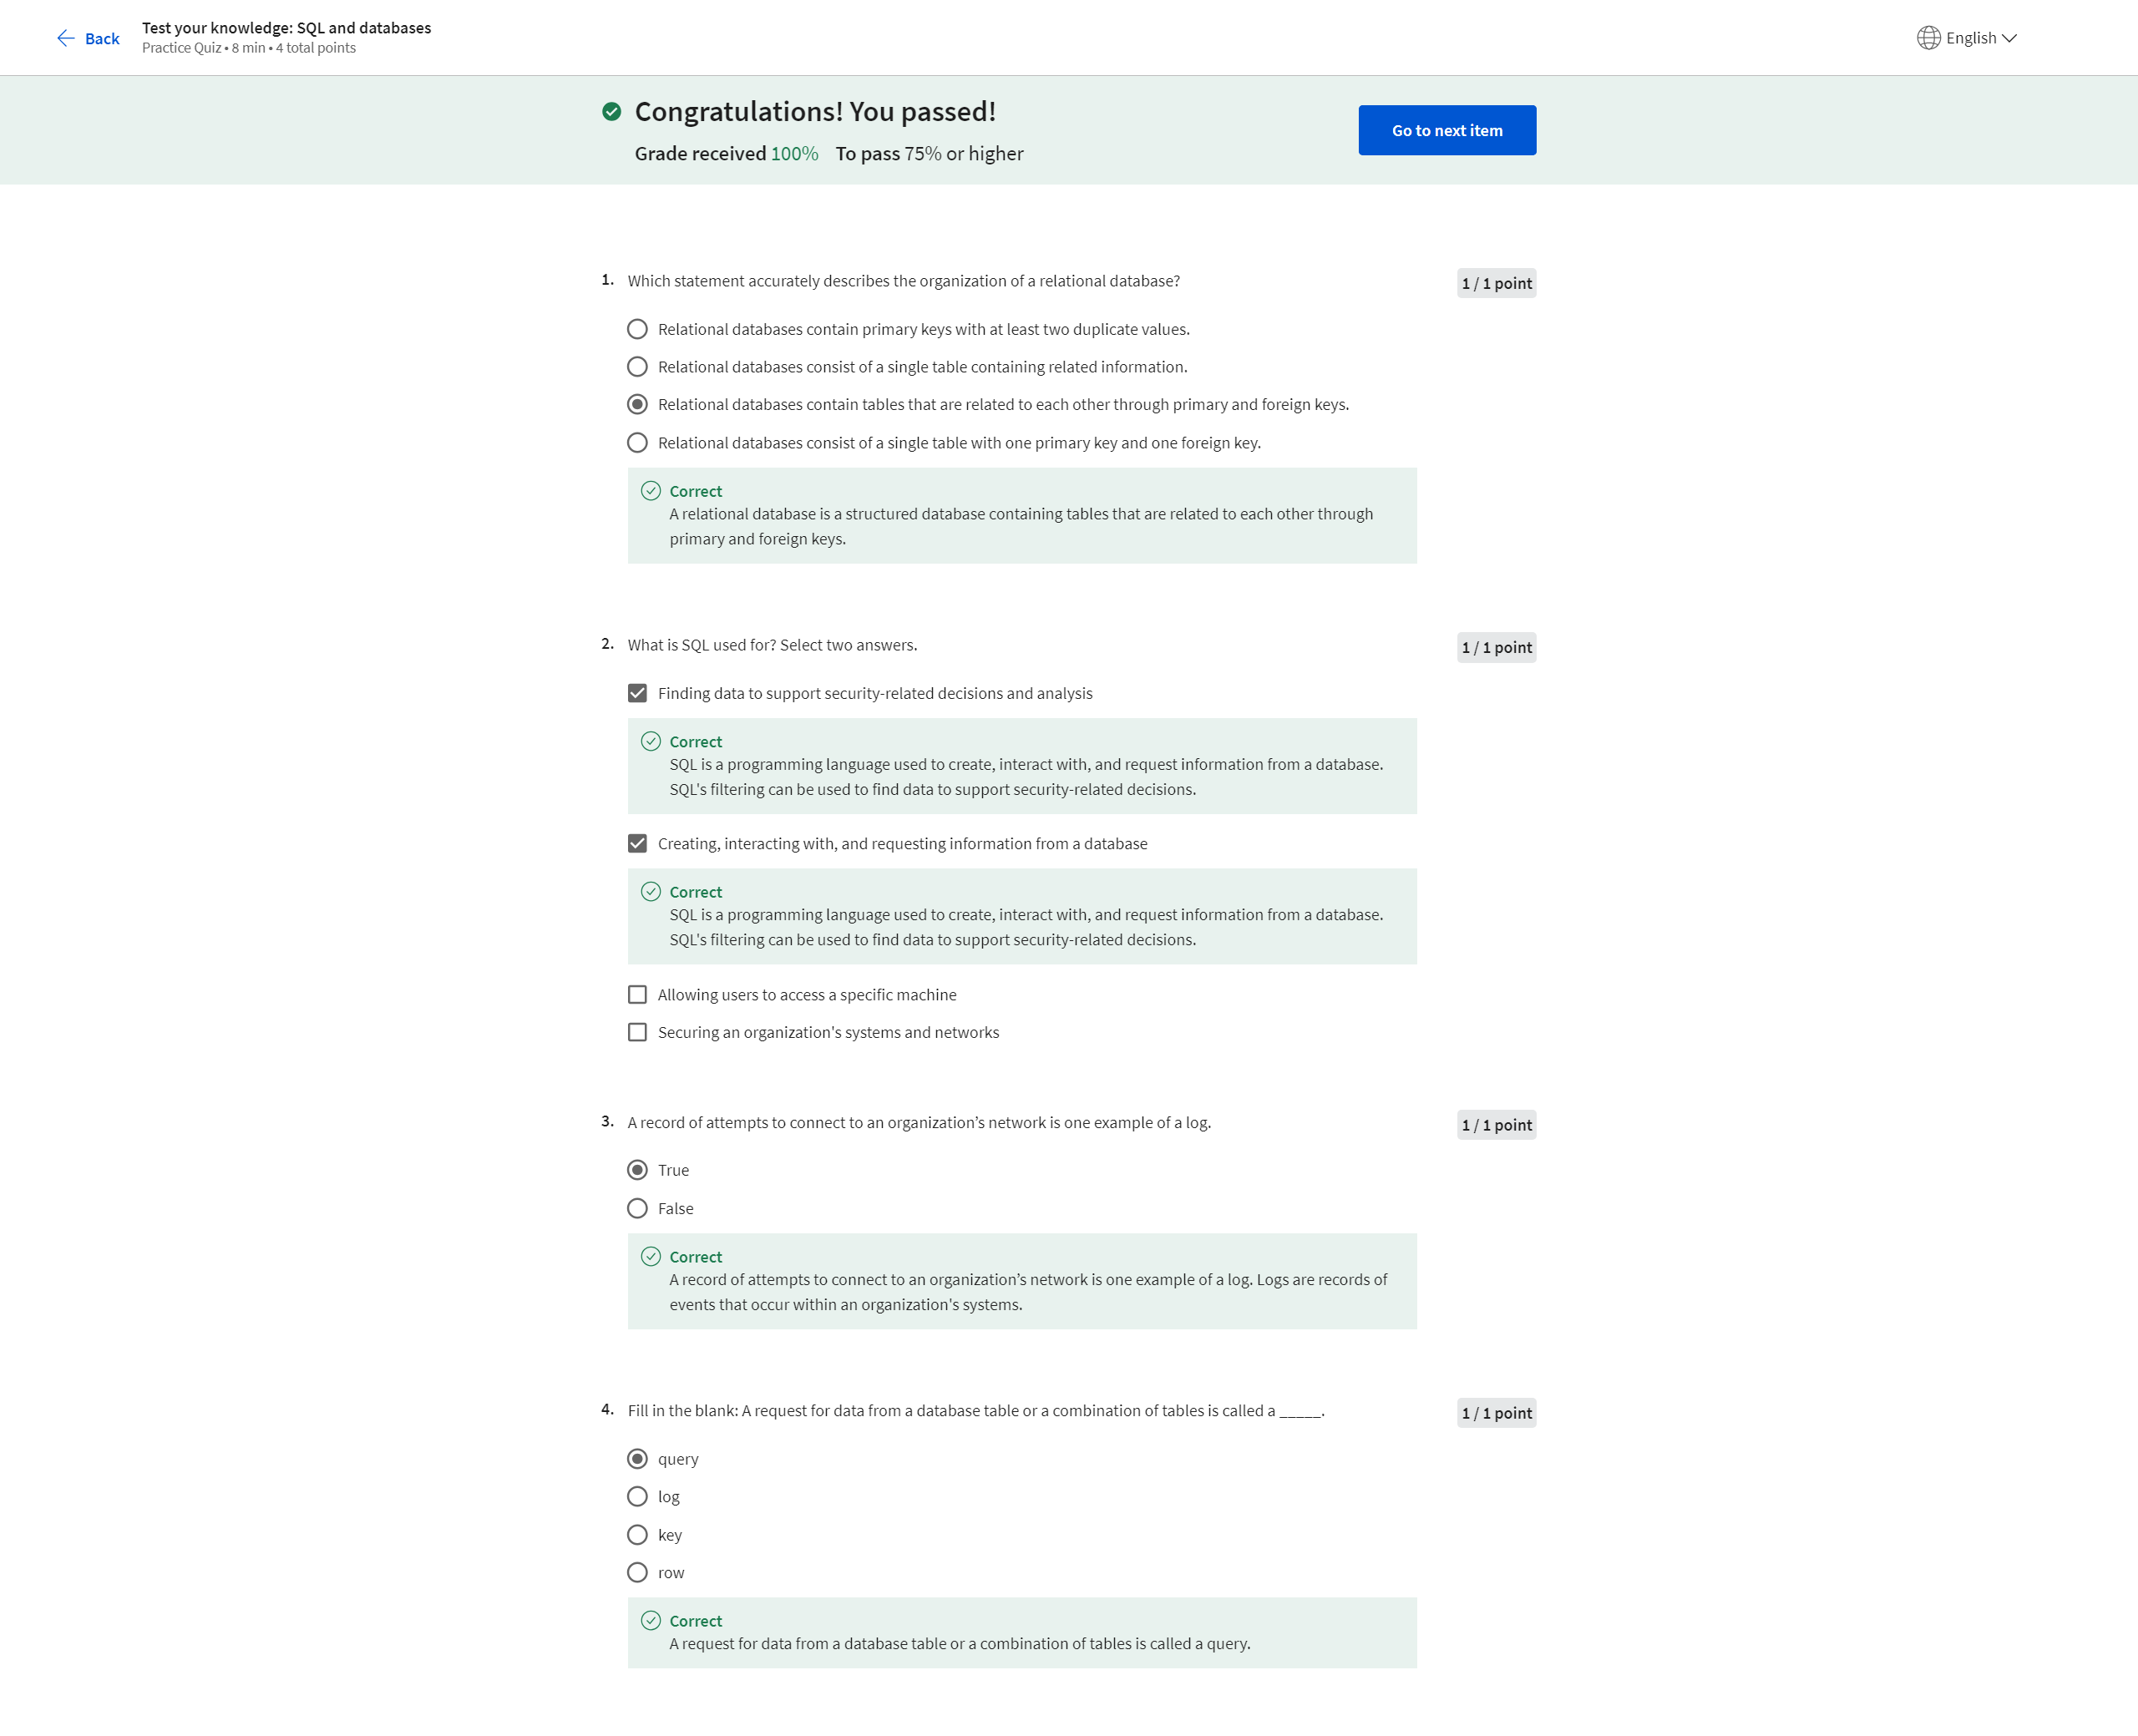 Back
Test your knowledge: SQL and databases
Practice Quiz • 8 min • 4 total points
English
Congratulations! You passed!
Grade received 100% To pass 75% or higher
Go to next item
1. Which statement accurately describes the organization of a relational database?
1 / 1 point
Relational databases contain primary keys with at least two duplicate values.
Relational databases consist of a single table containing related information.
Relational databases contain tables that are related to each other through primary and foreign keys.
Relational databases consist of a single table with one primary key and one foreign key.
Correct
A relational database is a structured database containing tables that are related to each other through
primary and foreign keys.
2. What is SQL used for? Select two answers.
1 / 1 point
Finding data to support security-related decisions and analysis
Correct
SQL is a programming language used to create, interact with, and request information from a database.
SQL's filtering can be used to find data to support security-related decisions.
Creating, interacting with, and requesting information from a database
Correct
SQL is a programming language used to create, interact with, and request information from a database.
SQL's filtering can be used to find data to support security-related decisions.
Allowing users to access a specific machine
Securing an organization's systems and networks
3. A record of attempts to connect to an organization’s network is one example of a log.
1 / 1 point
True
False
Correct
A record of attempts to connect to an organization’s network is one example of a log. Logs are records of
events that occur within an organization's systems.
4. Fill in the blank: A request for data from a database table or a combination of tables is called a _____.
1 / 1 point
query
log
key
row
Correct
A request for data from a database table or a combination of tables is called a query.